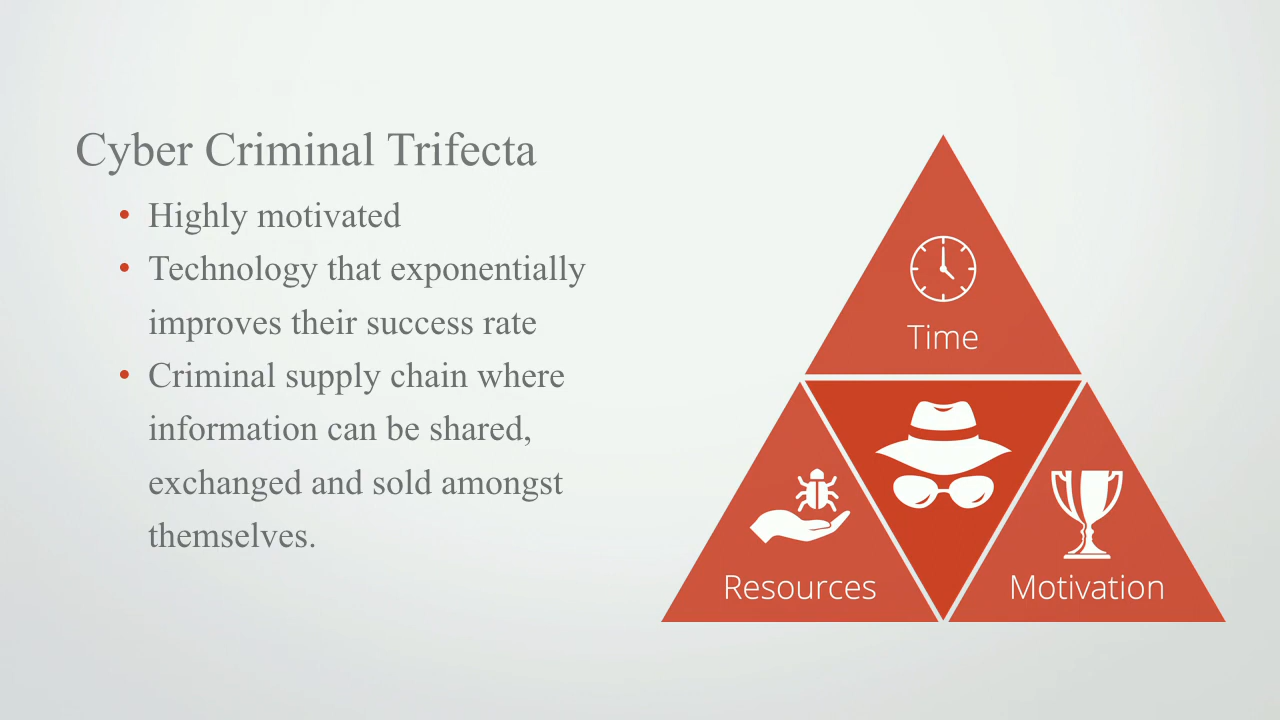 Cyber Criminal Trifecta
• Highly motivated
• Technology that exponentially
improves their success rate
• Criminal supply chain where
information can be shared,
exchanged and sold amongst
themselves.
Time
Resources
Motivation